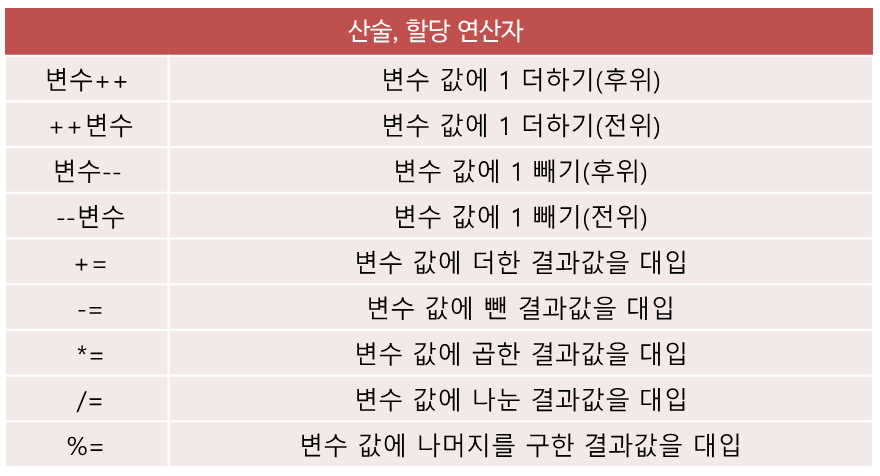 산술, 할당 연산자
변수++ 변수 값에 1 더하기(후위)
++변수 변수 값에 1 더하기(전위)
변수-- 변수 값에 1 빼기(후위)
--변수 변수 값에 1 빼기(전위)
+= 변수 값에 더한 결과값을 대입
-= 변수 값에 뺀 결과값을 대입
*= 변수 값에 곱한 결과값을 대입
/= 변수 값에 나눈 결과값을 대입
%= 변수 값에 나머지를 구한 결과값을 대입